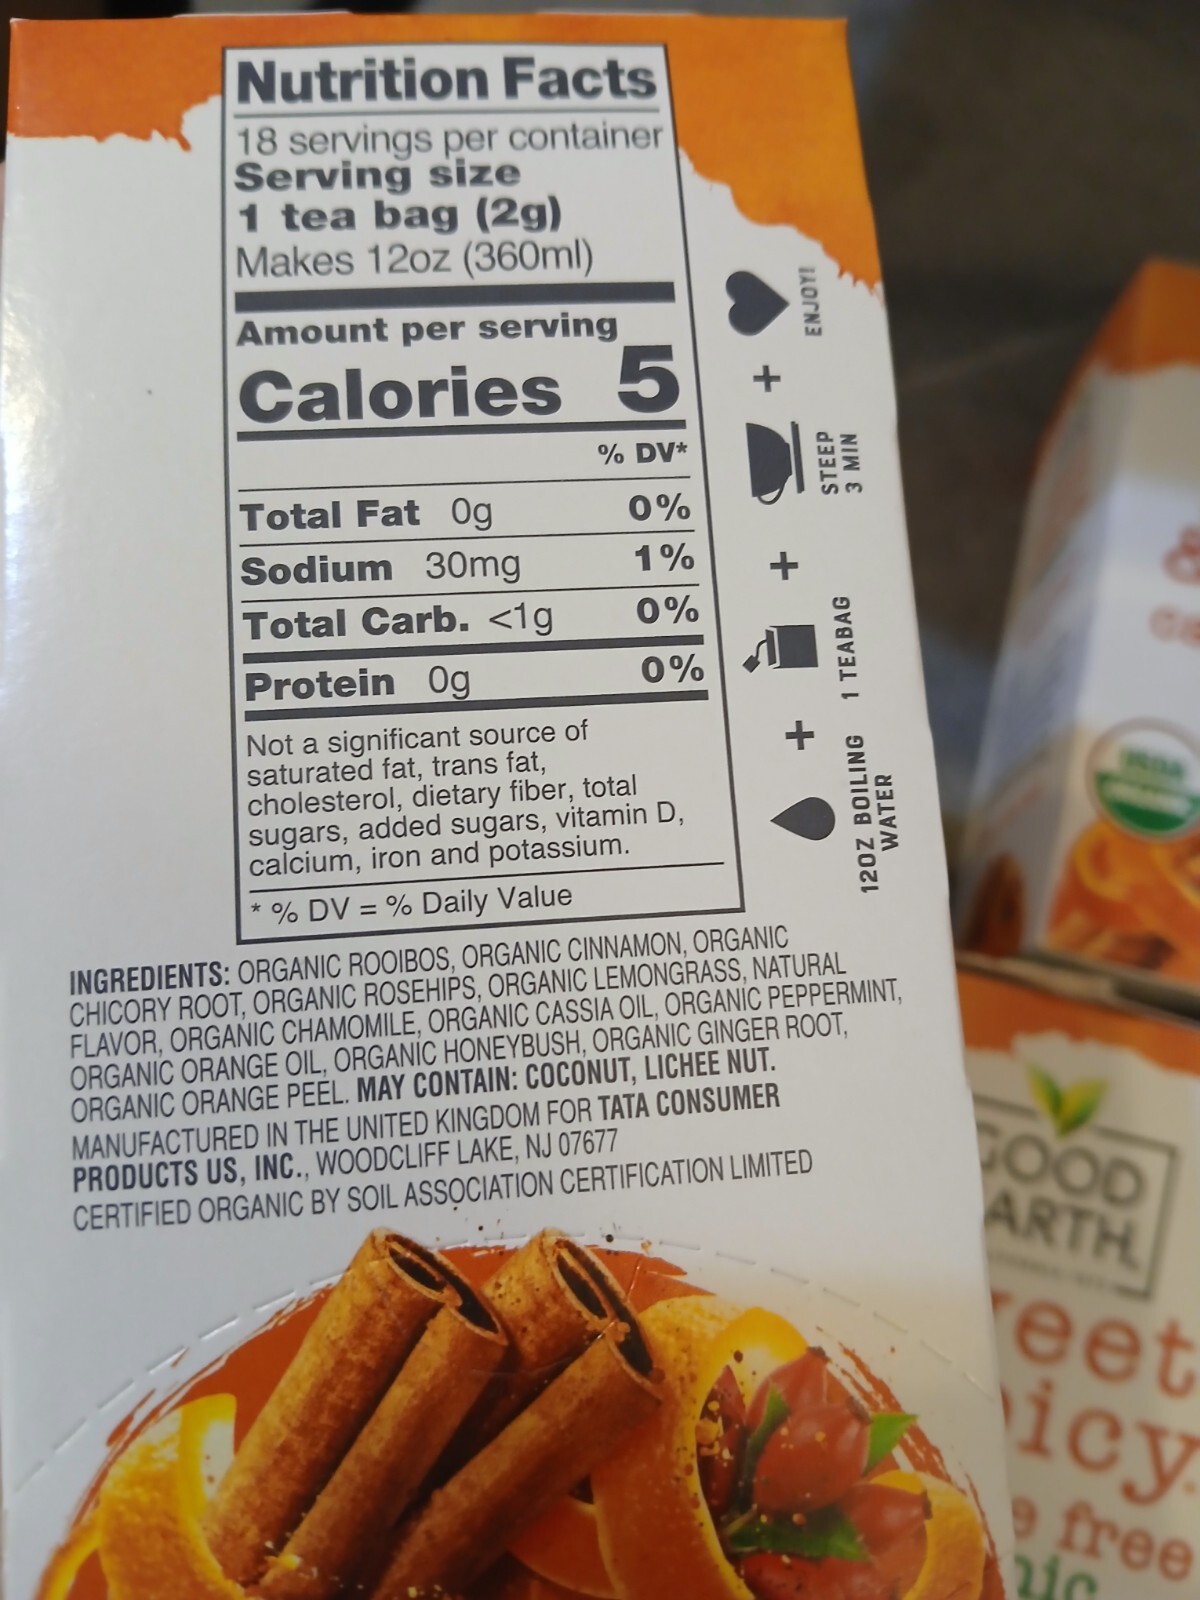 Nutrition Facts
18 servings per container
Serving size
1 tea bag (2g)
Makes 12oz (360ml)
Amount per serving
Calories 5
% DV*
Total Fat 0g 0%
Sodium 30mg 1%
Total Carb. <1g 0%
Protein 0g 0%
Not a significant source of
saturated fat, trans fat,
cholesterol, dietary fiber, total
sugars, added sugars, vitamin D,
calcium, iron and potassium.
* % DV = % Daily Value
INGREDIENTS: ORGANIC ROOIBOS, ORGANIC CINNAMON, ORGANIC
CHICORY ROOT, ORGANIC ROSEHIPS, ORGANIC LEMONGRASS, NATURAL
FLAVOR, ORGANIC CHAMOMILE, ORGANIC CASSIA OIL, ORGANIC PEPPERMINT,
ORGANIC ORANGE OIL, ORGANIC HONEYBUSH, ORGANIC GINGER ROOT,
ORGANIC ORANGE PEEL. MAY CONTAIN: COCONUT, LICHEE NUT.
MANUFACTURED IN THE UNITED KINGDOM FOR TATA CONSUMER
PRODUCTS US, INC., WOODCLIFF LAKE, NJ 07677
CERTIFIED ORGANIC BY SOIL ASSOCIATION CERTIFICATION LIMITED
12OZ BOILING
WATER
+
1 TEABAG
+
STEEP
3 MIN
+
ENJOY!
&
USDA
ORGANIC
GOOD
EARTH
eet
icy
free
nic